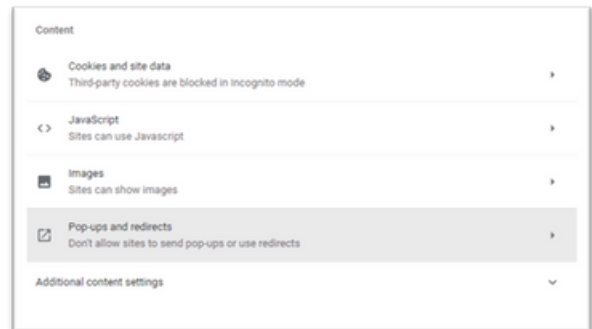 Content
Cookies and site data
Third-party cookies are blocked in Incognito mode
JavaScript
Sites can use Javascript
Images
Sites can show images
Pop-ups and redirects
Don't allow sites to send pop-ups or use redirects
Additional content settings